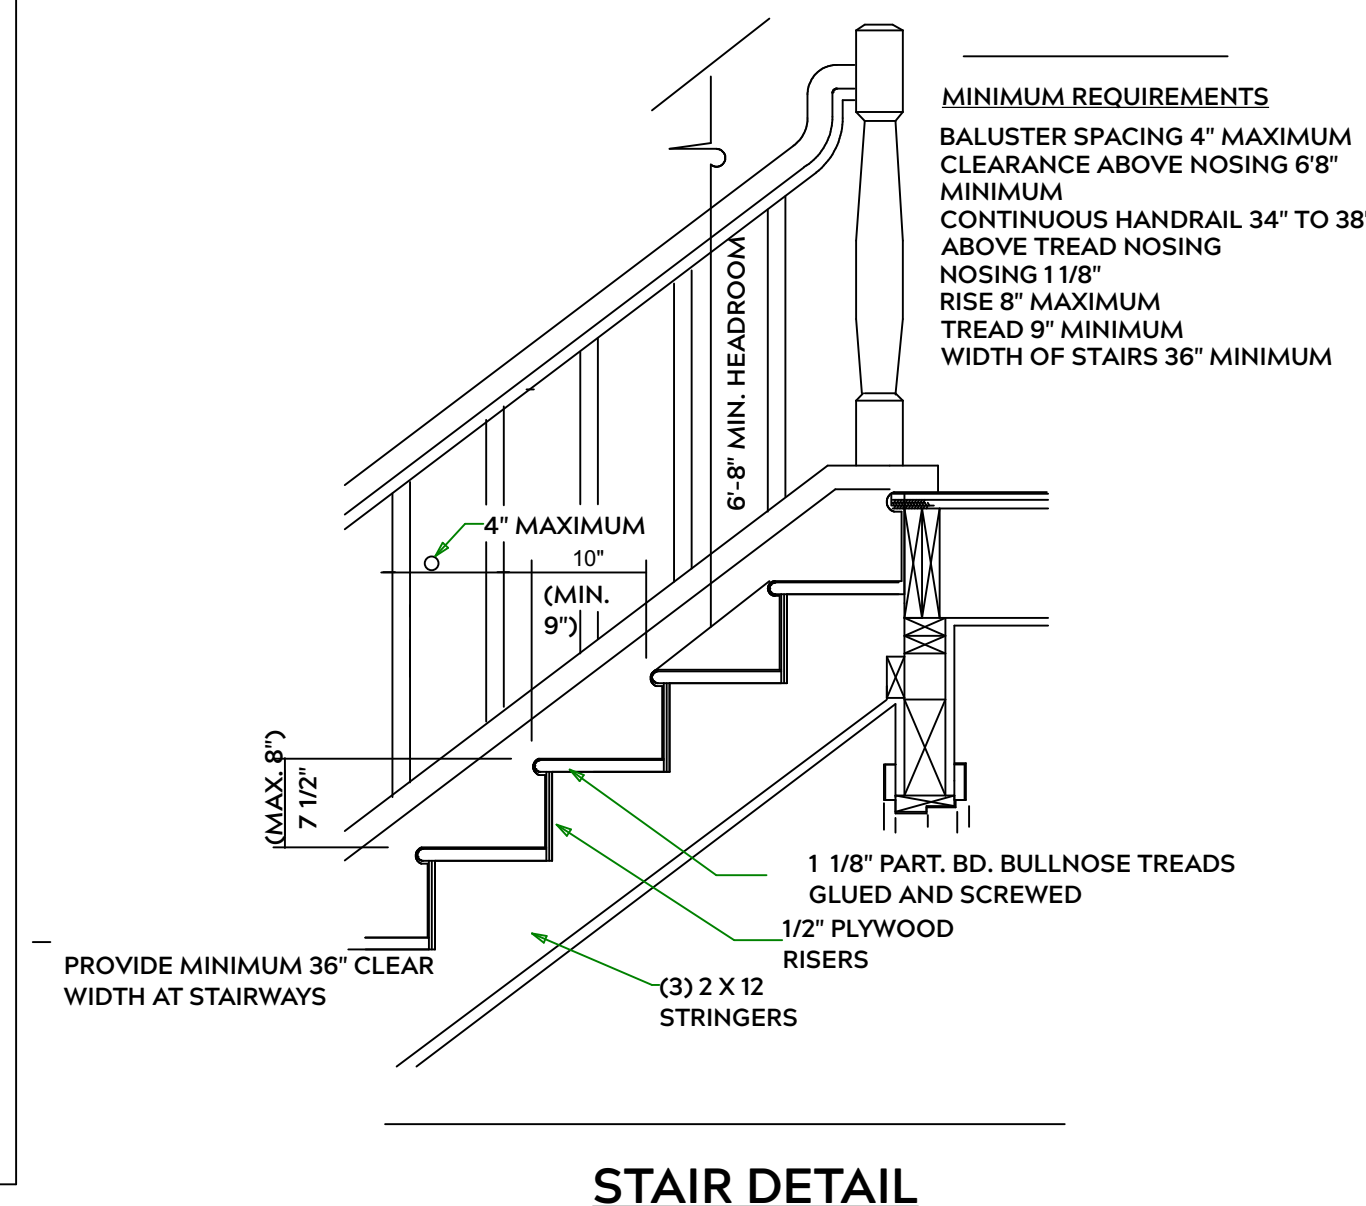 MINIMUM REQUIREMENTS
BALUSTER SPACING 4" MAXIMUM
CLEARANCE ABOVE NOSING 6'8"
MINIMUM
CONTINUOUS HANDRAIL 34" TO 38"
ABOVE TREAD NOSING
NOSING 1 1/8"
RISE 8" MAXIMUM
TREAD 9" MINIMUM
WIDTH OF STAIRS 36" MINIMUM
6'-8" MIN. HEADROOM
4" MAXIMUM
10"
(MIN.
9")
(MAX. 8")
7 1/2"
1 1/8" PART. BD. BULLNOSE TREADS
GLUED AND SCREWED
1/2" PLYWOOD
RISERS
(3) 2 X 12
STRINGERS
PROVIDE MINIMUM 36" CLEAR
WIDTH AT STAIRWAYS
STAIR DETAIL